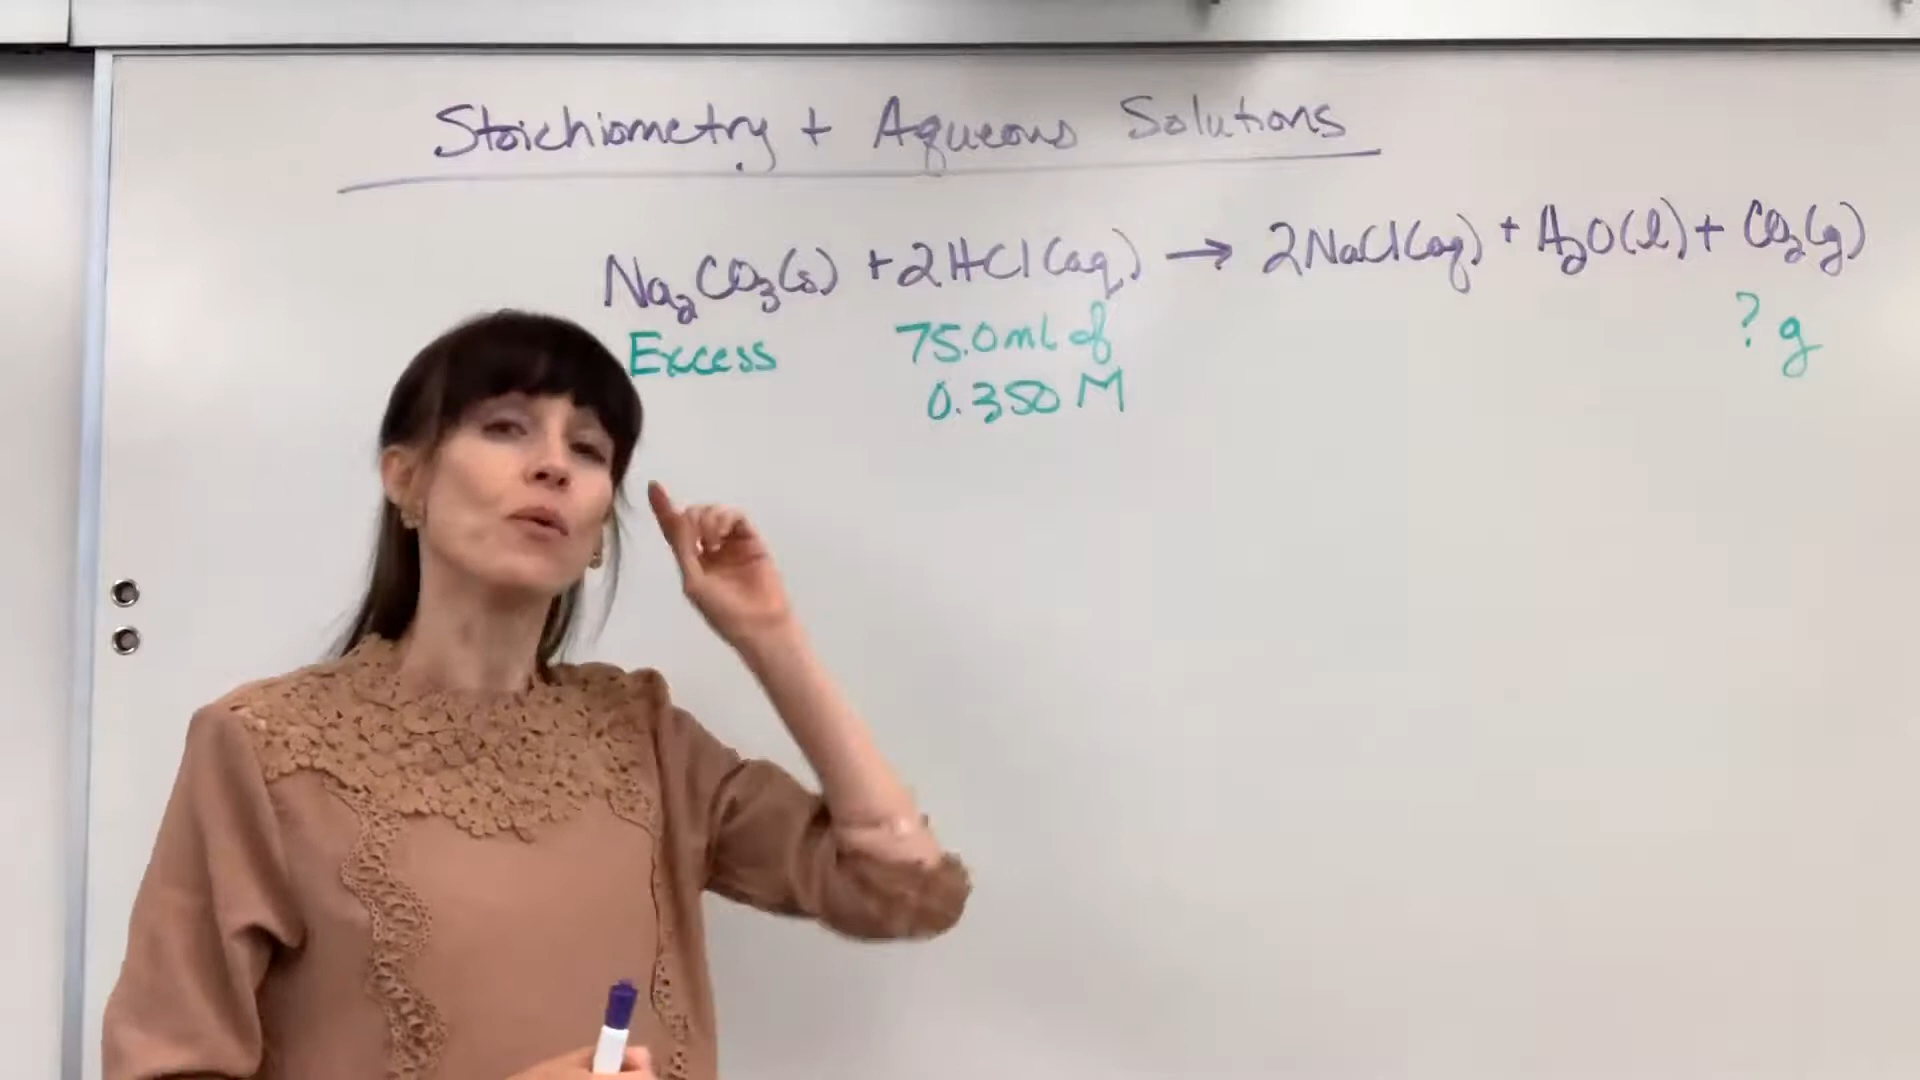 Stoichiometry + Aqueous Solutions
Na₂CO₃(s) + 2HCl(aq) → 2NaCl(aq) + H₂O(l) + CO₂(g)
Excess 75.0mL of ? g
0.350 M